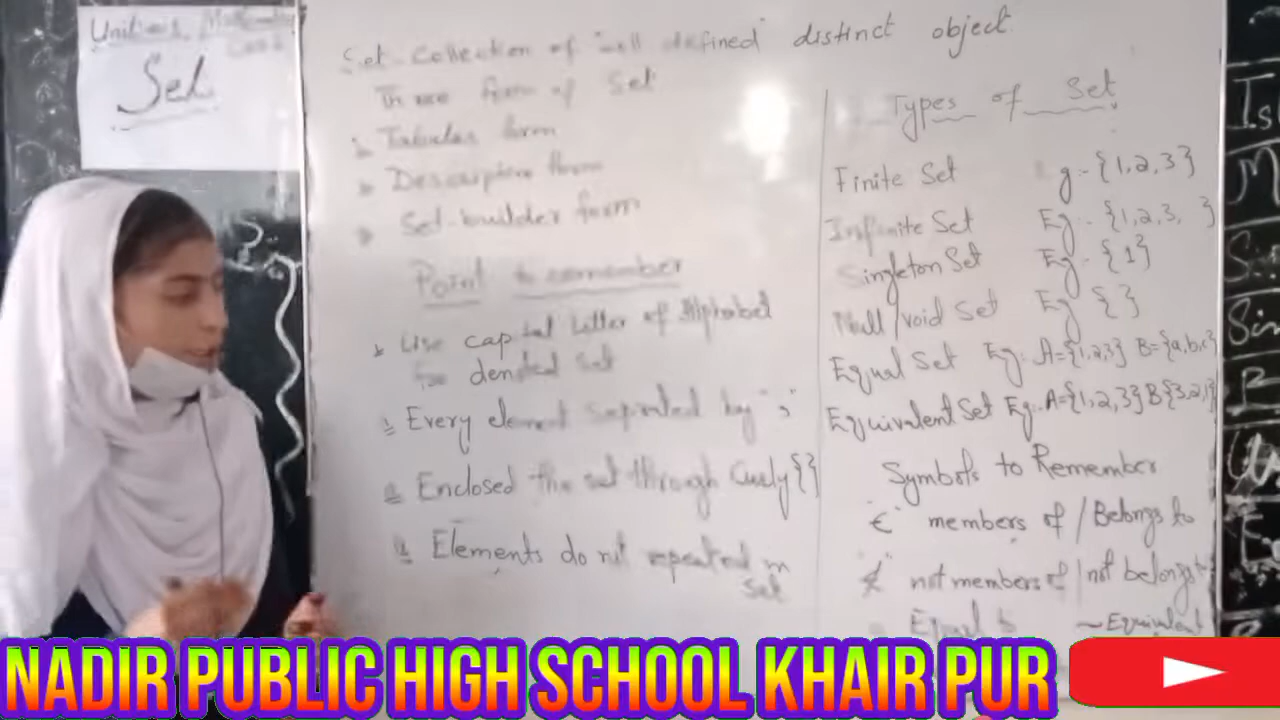 Set
Set- Collection of "well defined" distinct object.
Three form of Set
Tabular form
Descriptive form
Set-builder form
Point to remember
Use capital Letter of Alphabet
for denoted set
Every element separated by ","
Enclosed the set through Curly { }
Elements do not repeated in
Set
Types of Set
Finite Set g:- {1,2,3}
Infinite Set Eg:- {1,2,3, }
Singleton Set Eg:- {1}
Null/void Set Eg { }
Equal Set Eg:- A={1,2,3} B={a,b,c}
Equivalent Set Eg:- A={1,2,3} B{3,2,1}
Symbols to Remember
"∈" members of / Belongs to
"∉" not members of / not belongs to
Equal to ~ Equivalent
NADIR PUBLIC HIGH SCHOOL KHAIR PUR